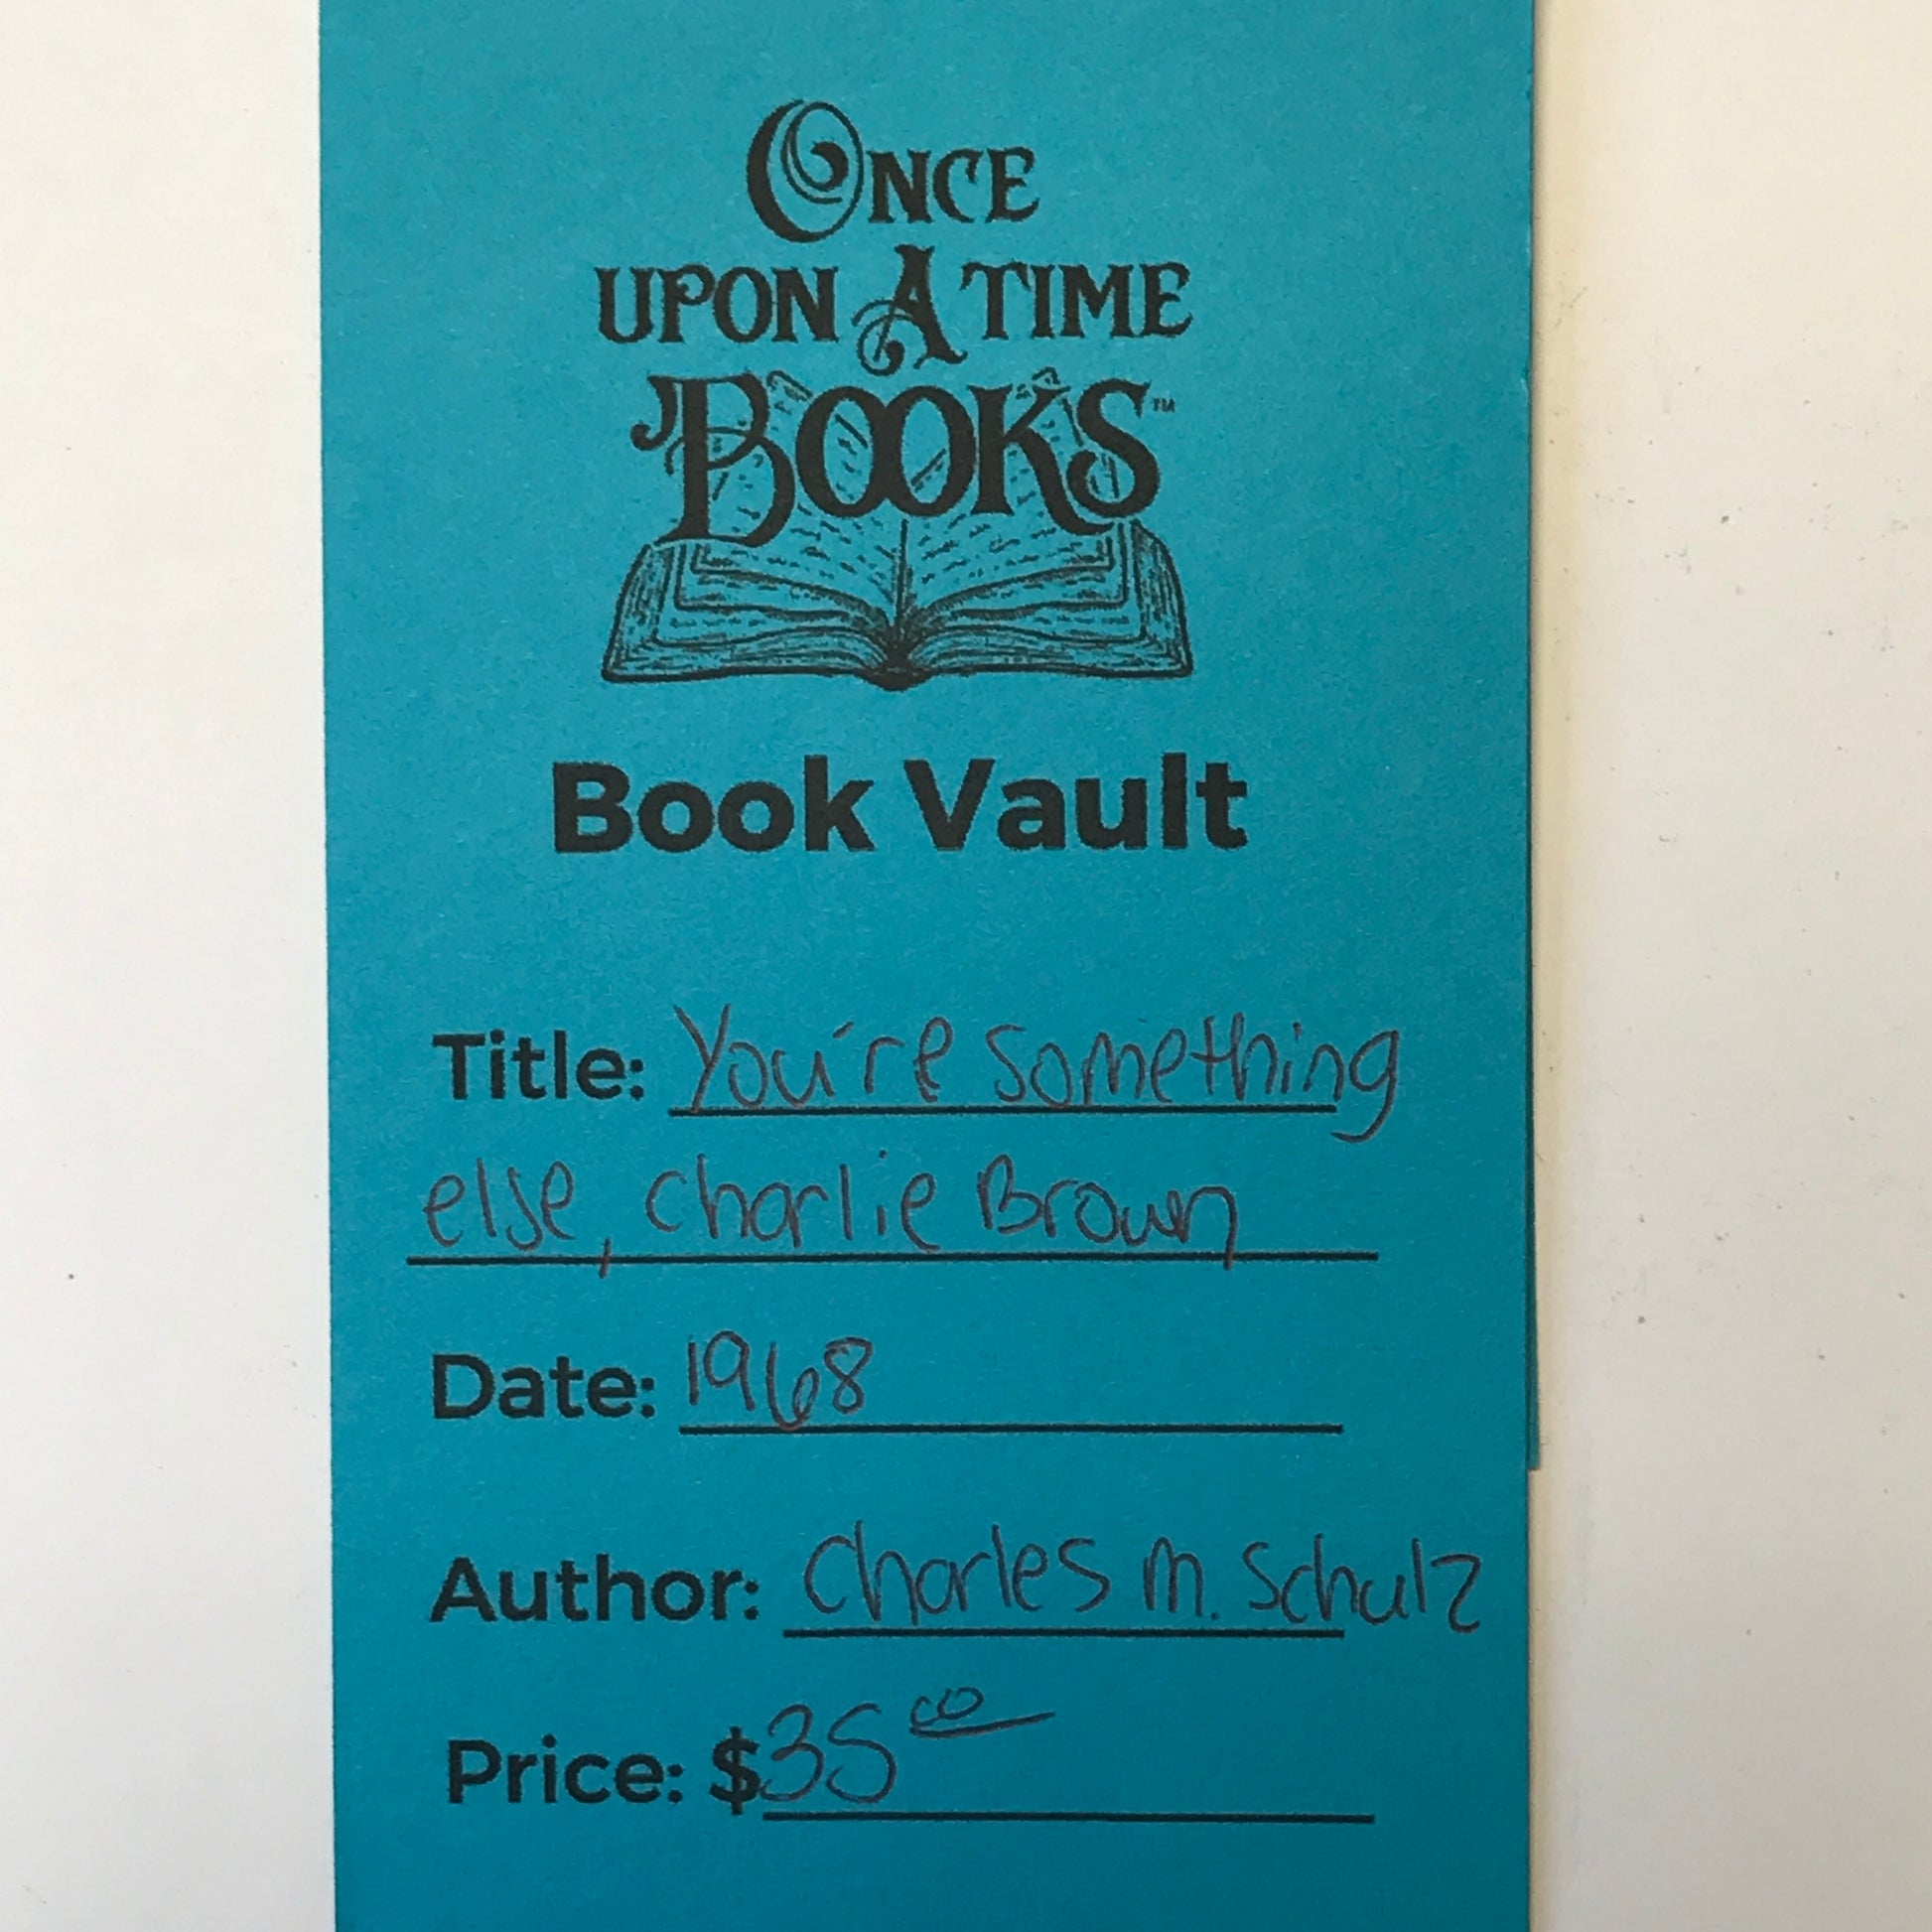 ONCE
UPON A TIME
BOOKS™
Book Vault
Title: You're something
else, Charlie Brown
Date: 1968
Author: Charles M. Schulz
Price: $35 00